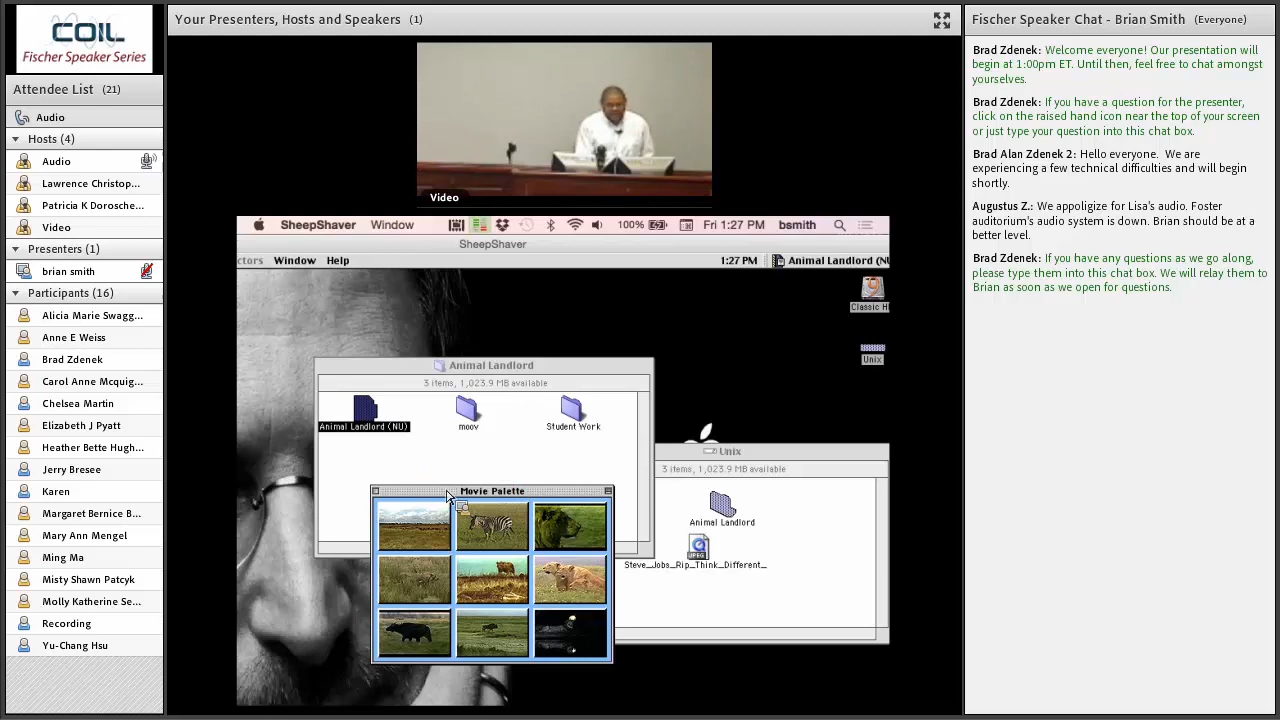 COIL
Fischer Speaker Series
Attendee List (21)
Audio
Hosts (4)
Audio
Lawrence Christop...
Patricia K Dorosche...
Video
Presenters (1)
brian smith
Participants (16)
Alicia Marie Swagg...
Anne E Weiss
Brad Zdenek
Carol Anne Mcquig...
Chelsea Martin
Elizabeth J Pyatt
Heather Bette Hugh...
Jerry Bresee
Karen
Margaret Bernice B...
Mary Ann Mengel
Ming Ma
Misty Shawn Patcyk
Molly Katherine Se...
Recording
Yu-Chang Hsu
Your Presenters, Hosts and Speakers (1)
Video
SheepShaver Window 100% Fri 1:27 PM bsmith
SheepShaver
ctors Window Help 1:27 PM Animal Landlord (NU
Classic H
Unix
Animal Landlord
3 items, 1,023.9 MB available
Animal Landlord (NU) moov Student Work
Unix
3 items, 1,023.9 MB available
Animal Landlord
JPEG
Steve_Jobs_Rip_Think_Different_
Movie Palette
Fischer Speaker Chat - Brian Smith (Everyone)
Brad Zdenek: Welcome everyone! Our presentation will
begin at 1:00pm ET. Until then, feel free to chat amongst
yourselves.
Brad Zdenek: If you have a question for the presenter,
click on the raised hand icon near the top of your screen
or just type your question into this chat box.
Brad Alan Zdenek 2: Hello everyone. We are
experiencing a few technical difficulties and will begin
shortly.
Augustus Z.: We appoligize for Lisa's audio. Foster
auditorium's audio system is down. Brian should be at a
better level.
Brad Zdenek: If you have any questions as we go along,
please type them into this chat box. We will relay them to
Brian as soon as we open for questions.